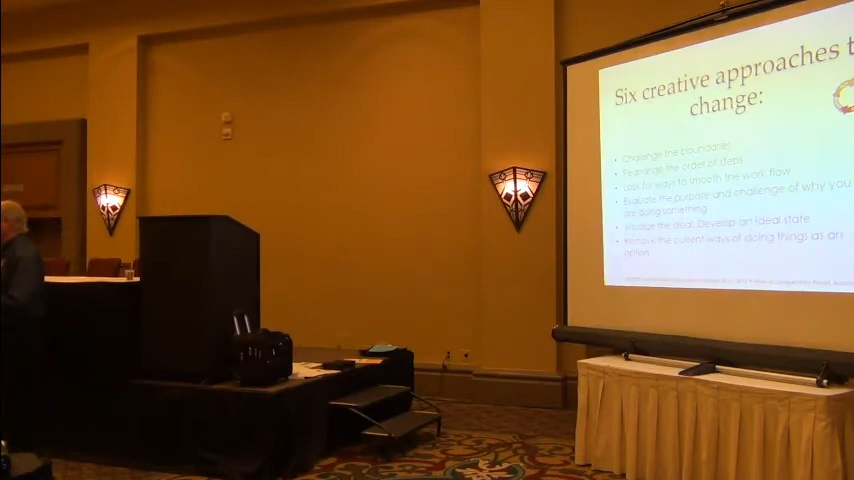 Six creative approaches t
change:
• Challenge the boundaries
• Rearrange the order of steps
• Look for ways to smooth the work flow
• Evaluate the purpose and challenge of why you
are doing something
• Visualize the ideal. Develop an ideal state
• Remove the current ways of doing things as an
option